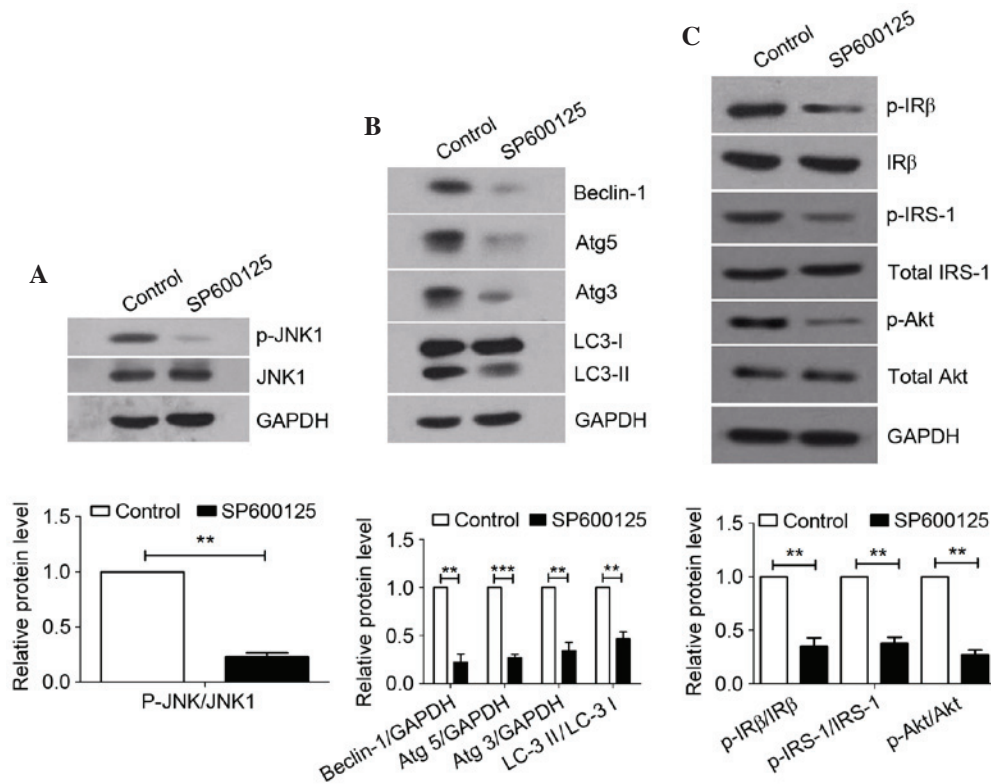 A
Control
SP600125
p-JNK1
JNK1
GAPDH
Control
SP600125
**
Relative protein level
1.5
1.0
0.5
0.0
P-JNK/JNK1
B
Control
SP600125
Beclin-1
Atg5
Atg3
LC3-I
LC3-II
GAPDH
Control
SP600125
** *** ** **
Relative protein level
1.5
1.0
0.5
0.0
Beclin-1/GAPDH
Atg 5/GAPDH
Atg 3/GAPDH
LC-3 II/LC-3 I
C
Control
SP600125
p-IRβ
IRβ
p-IRS-1
Total IRS-1
p-Akt
Total Akt
GAPDH
Control
SP600125
** ** **
Relative protein level
1.5
1.0
0.5
0.0
p-IRβ/IRβ
p-IRS-1/IRS-1
p-Akt/Akt